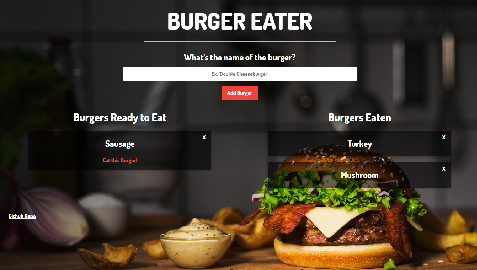 BURGER EATER
What's the name of the burger?
Ex. Double Cheeseburger
Add Burger
Burgers Ready to Eat
Burgers Eaten
Sausage
X
Eat this Burger!
Turkey
X
Mushroom
X
Github Repo